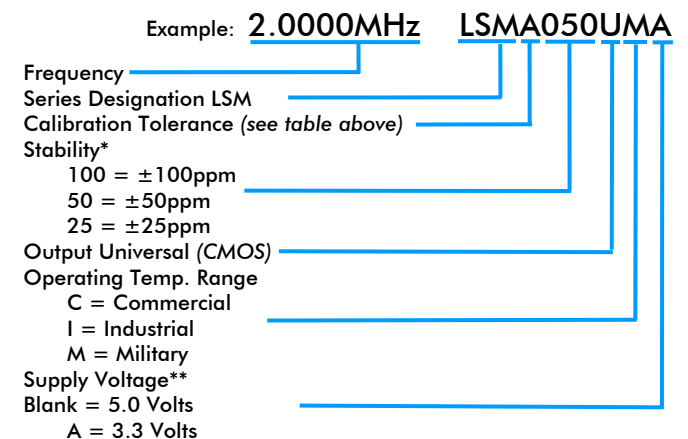 Example: 2.0000MHz LSMA050UMA
Frequency
Series Designation LSM
Calibration Tolerance (see table above)
Stability*
100 = ±100ppm
50 = ±50ppm
25 = ±25ppm
Output Universal (CMOS)
Operating Temp. Range
C = Commercial
I = Industrial
M = Military
Supply Voltage**
Blank = 5.0 Volts
A = 3.3 Volts